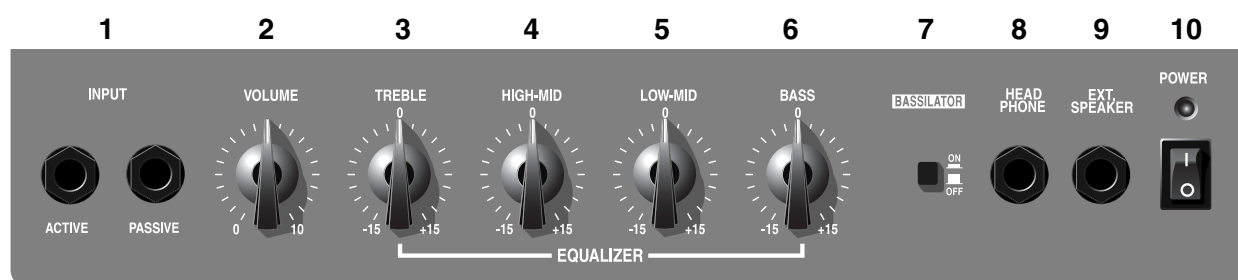 1 2 3 4 5 6 7 8 9 10
INPUT
ACTIVE PASSIVE
VOLUME
0 10
TREBLE
0
-15 +15
HIGH-MID
0
-15 +15
LOW-MID
0
-15 +15
BASS
0
-15 +15
EQUALIZER
BASSILATOR
ON
OFF
HEAD
PHONE
EXT.
SPEAKER
POWER
I
O